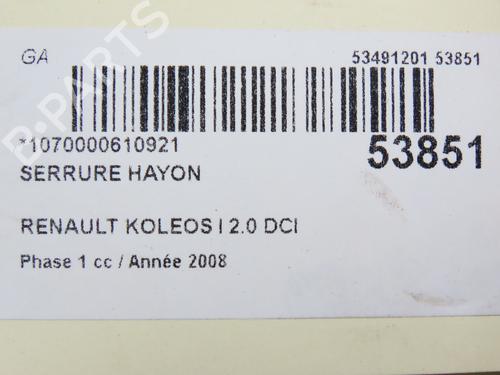 GA 53491201 53851
*1070000610921 53851
SERRURE HAYON
RENAULT KOLEOS I 2.0 DCI
Phase 1 cc / Année 2008
B-PARTS